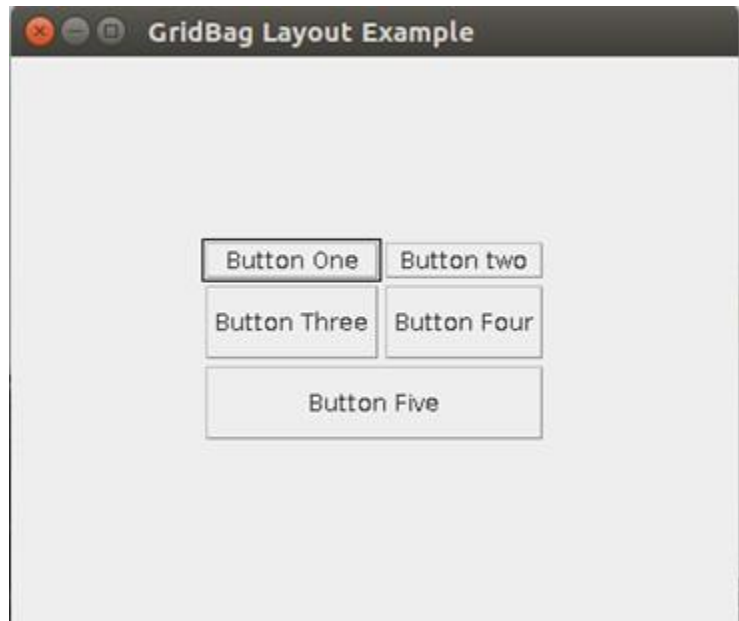 GridBag Layout Example
Button One
Button two
Button Three
Button Four
Button Five